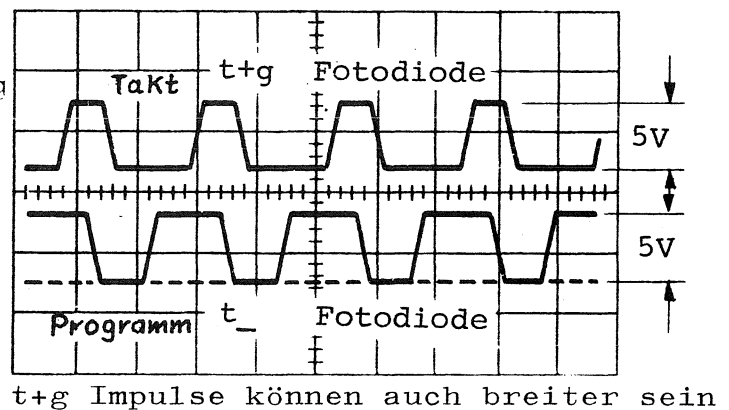 Takt t+g Fotodiode
5V
5V
Programm t_ Fotodiode
t+g Impulse können auch breiter sein